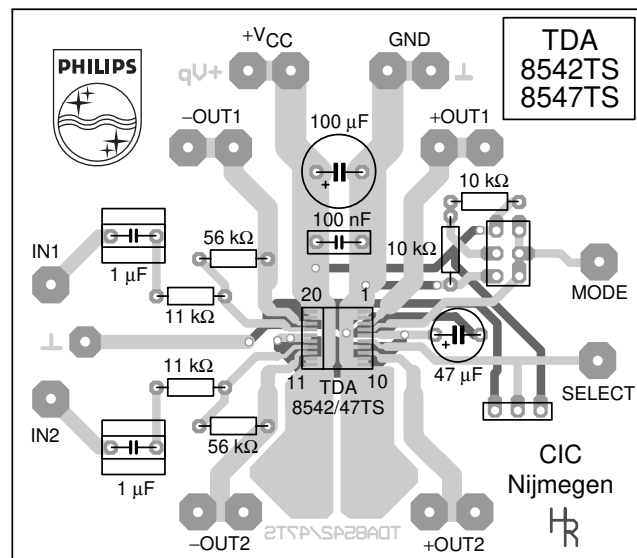 +VCC
GND
TDA
8542TS
8547TS
PHILIPS
+Vp
⊥
−OUT1
100 μF
+OUT1
+
10 kΩ
100 nF
56 kΩ
10 kΩ
IN1
1 μF
MODE
11 kΩ
20
1
⊥
11 kΩ
+
47 μF
11
TDA
10
8542/47TS
SELECT
IN2
56 kΩ
1 μF
CIC
Nijmegen
HR
TDA8542/47TS
−OUT2
+OUT2